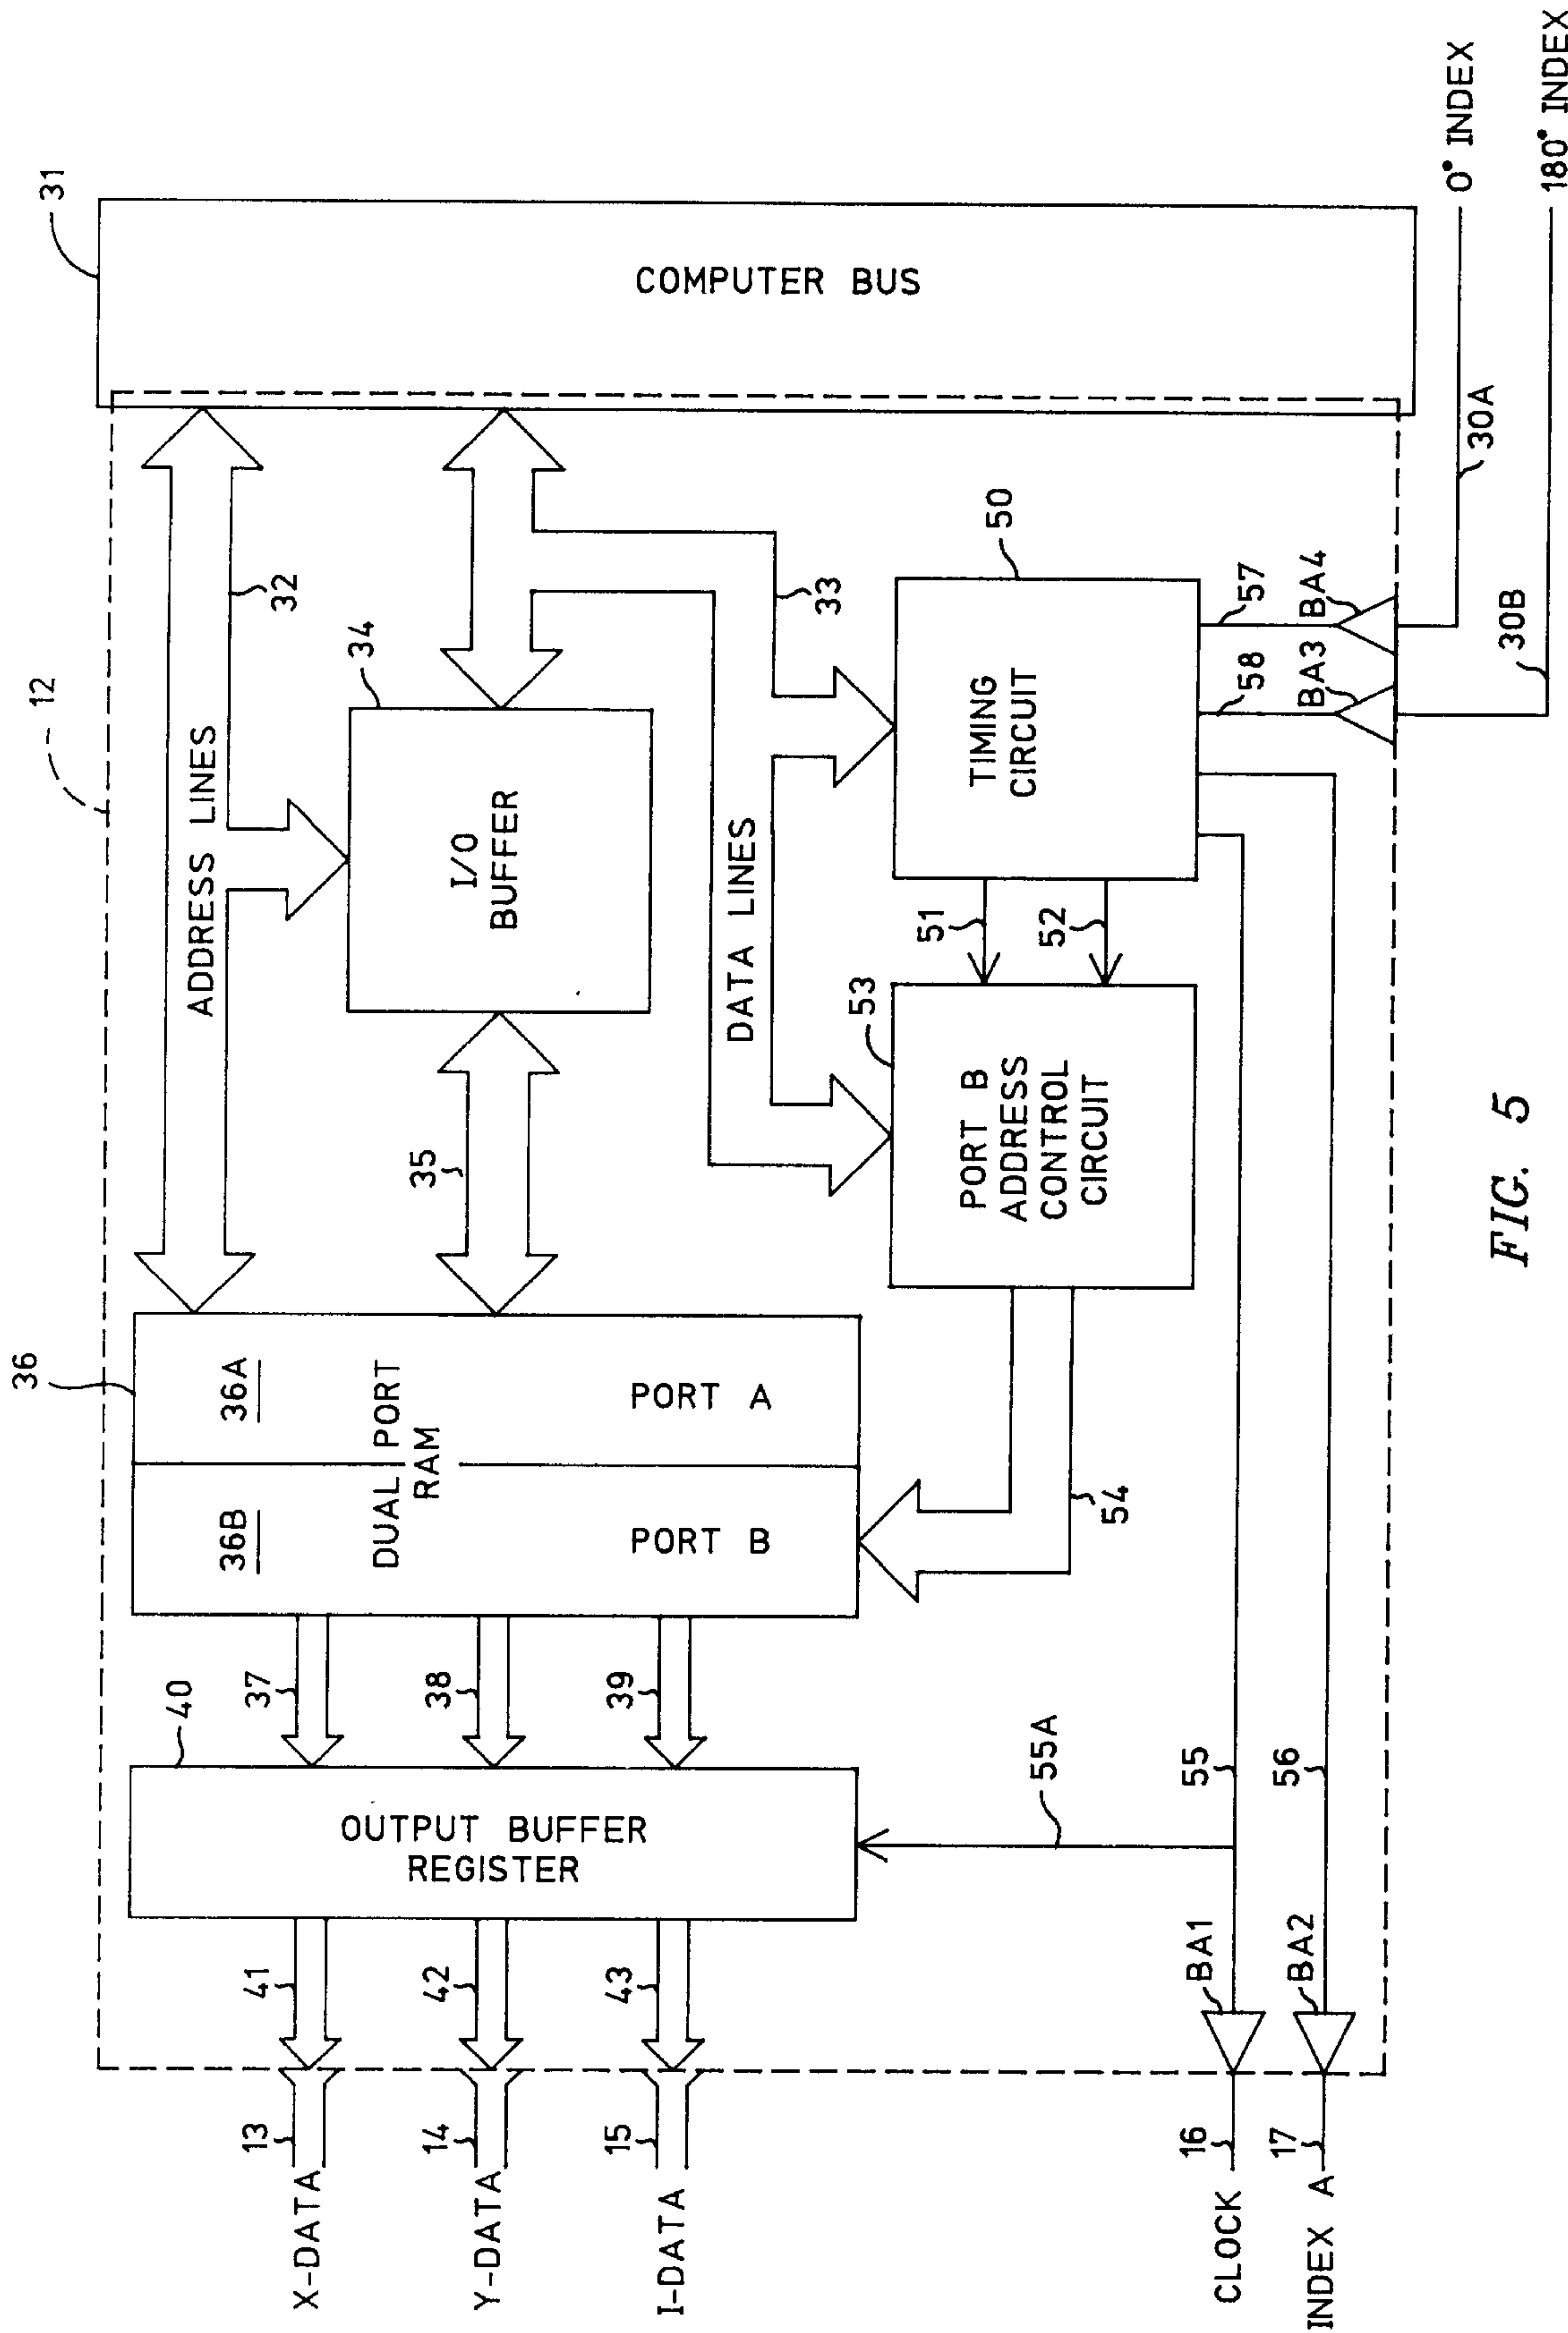 31
COMPUTER BUS
12
ADDRESS LINES
32
34
I/O
BUFFER
33
DATA LINES
50
TIMING
CIRCUIT
57
BA4
58
BA3
30A
0° INDEX
30B
180° INDEX
51
52
53
PORT B
ADDRESS
CONTROL
CIRCUIT
35
36
36A
36B
DUAL PORT
RAM
PORT A
PORT B
54
37
38
39
40
OUTPUT BUFFER
REGISTER
55A
55
56
41
42
43
BA1
BA2
13
X-DATA
14
Y-DATA
15
I-DATA
16
CLOCK
17
INDEX A
FIG. 5